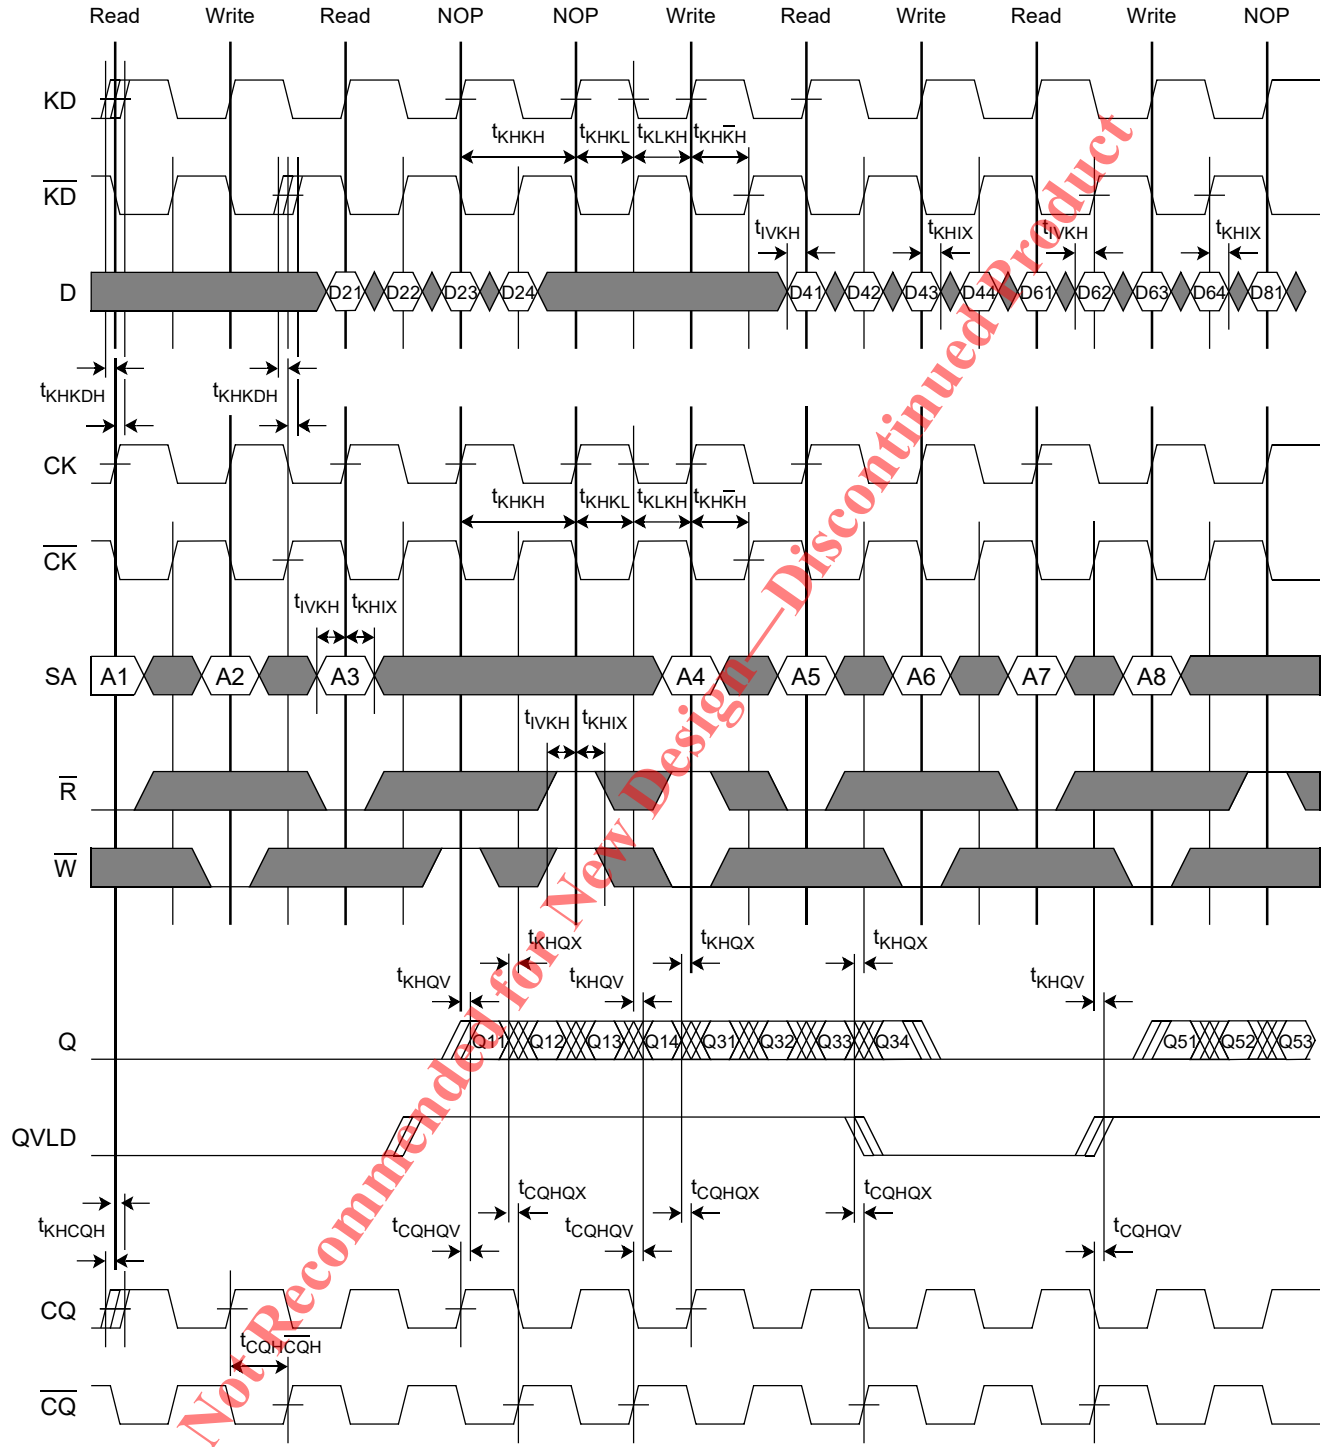 Read Write Read NOP NOP Write Read Write Read Write NOP
KD
tKHKH tKHKL tKLKH tKHK̅H
K̅D̅
tIVKH tKHIX tIVKH tKHIX
D D21 D22 D23 D24 D41 D42 D43 D44 D61 D62 D63 D64 D81
tKHKDH tKHKDH
CK
tKHKH tKHKL tKLKH tKHK̅H
C̅K̅
tIVKH tKHIX
SA A1 A2 A3 A4 A5 A6 A7 A8
tIVKH tKHIX
R̅
W̅
tKHQX tKHQX tKHQX
tKHQV tKHQV tKHQV
Q Q11 Q12 Q13 Q14 Q31 Q32 Q33 Q34 Q51 Q52 Q53
QVLD
tCQHQX tCQHQX tCQHQX
tKHCQH tCQHQV tCQHQV tCQHQV
CQ
tCQHC̅Q̅H
C̅Q̅
Not Recommended for New Design—Discontinued Product